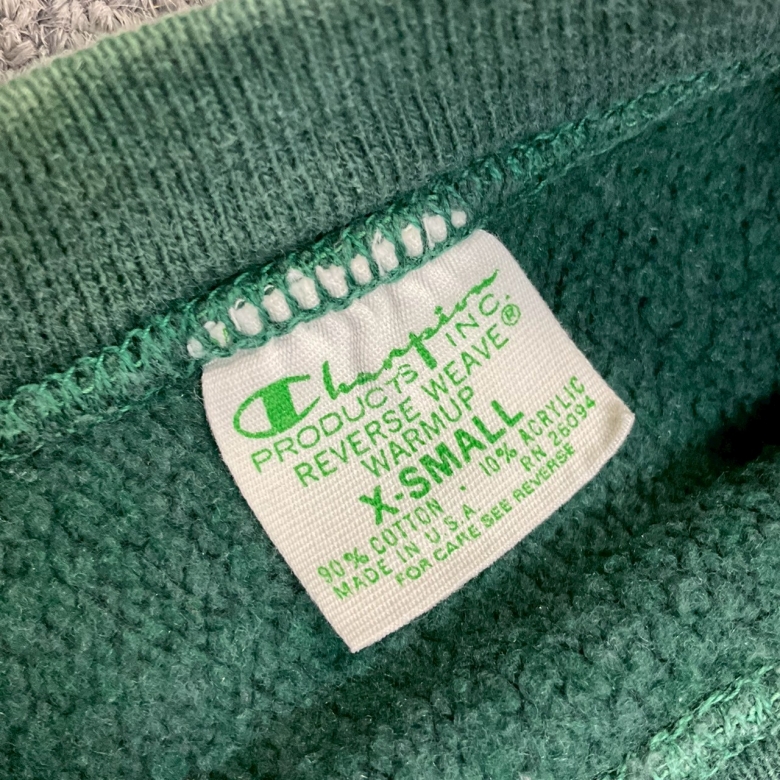 Champion
PRODUCTS INC.
REVERSE WEAVE®
WARMUP
X-SMALL
90% COTTON · 10% ACRYLIC
MADE IN U.S.A. RN 26094
FOR CARE SEE REVERSE